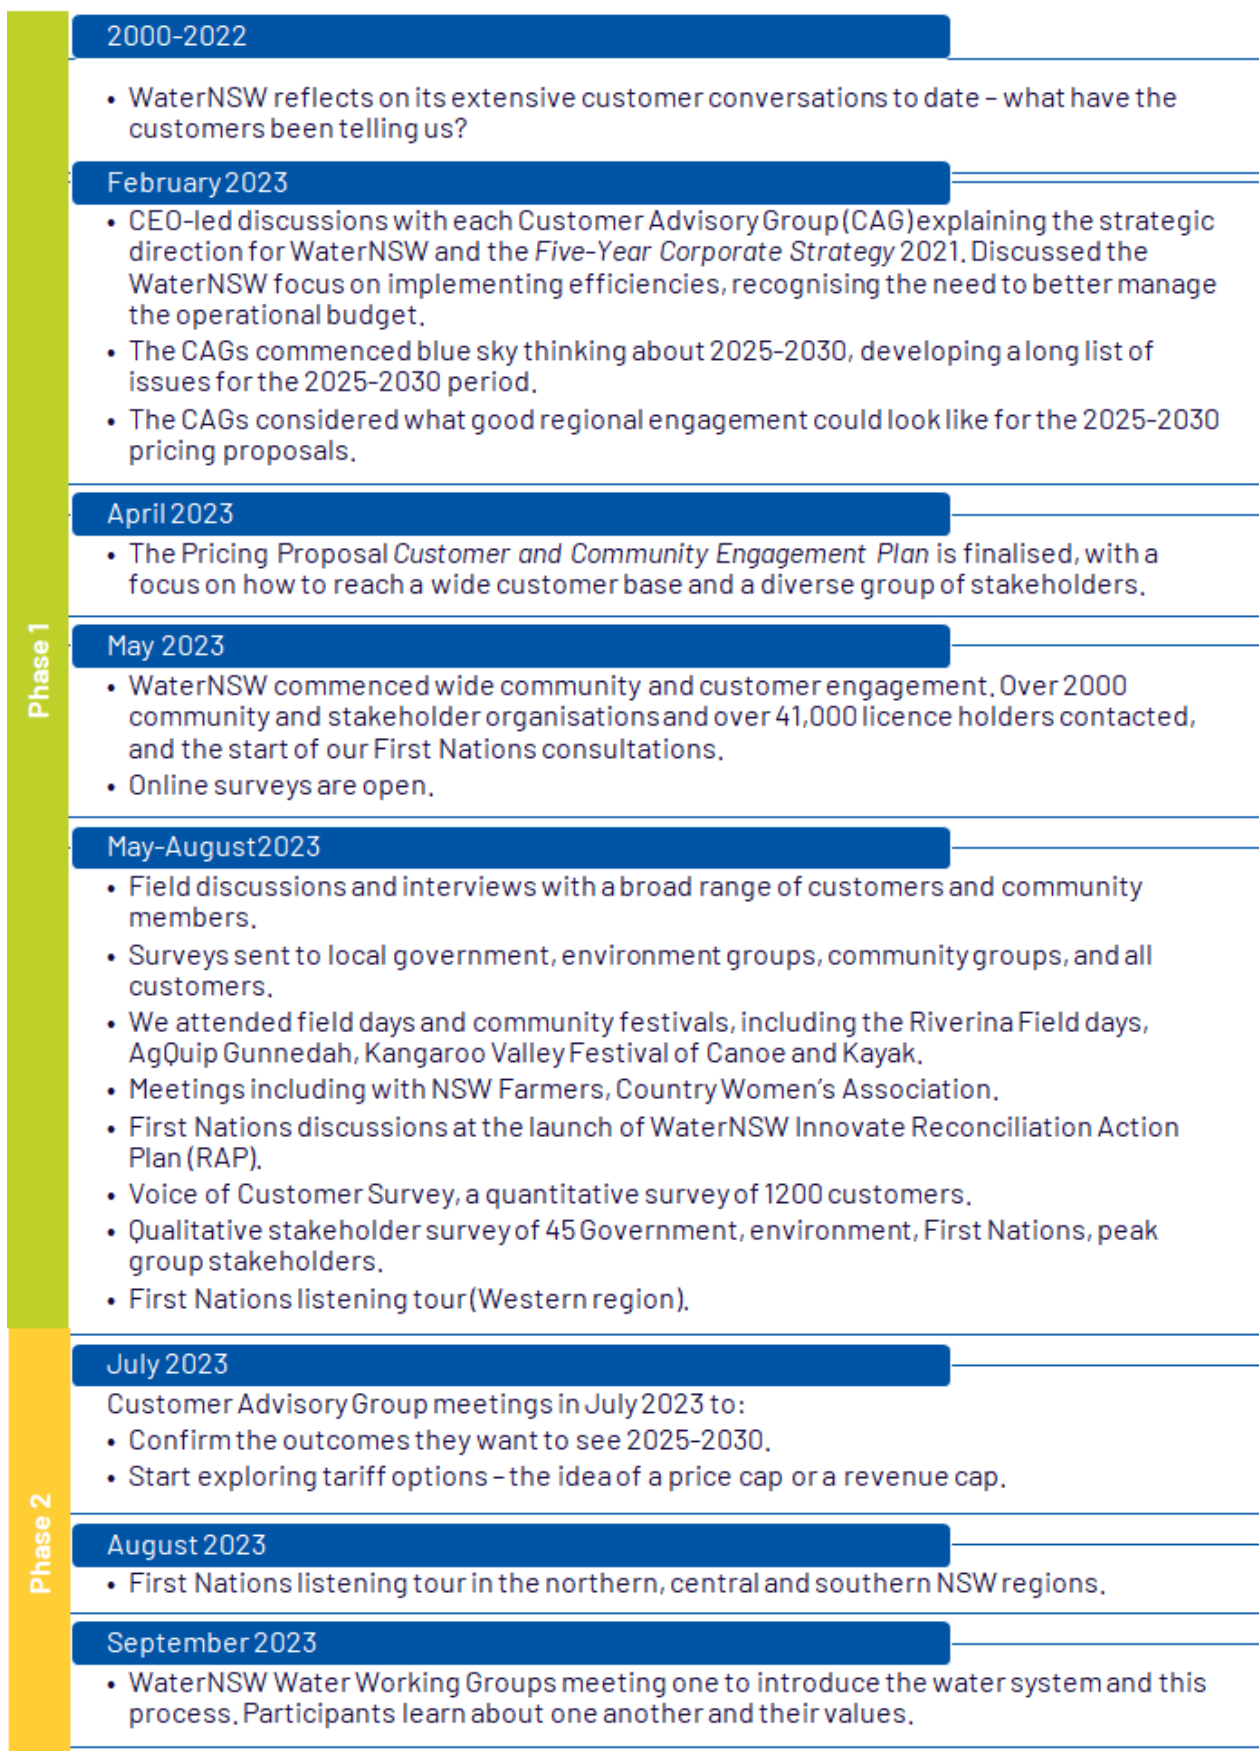 2000-2022
• WaterNSW reflects on its extensive customer conversations to date – what have the
customers been telling us?
February 2023
• CEO-led discussions with each Customer Advisory Group (CAG) explaining the strategic
direction for WaterNSW and the Five-Year Corporate Strategy 2021. Discussed the
WaterNSW focus on implementing efficiencies, recognising the need to better manage
the operational budget.
• The CAGs commenced blue sky thinking about 2025-2030, developing a long list of
issues for the 2025-2030 period.
• The CAGs considered what good regional engagement could look like for the 2025-2030
pricing proposals.
April 2023
• The Pricing Proposal Customer and Community Engagement Plan is finalised, with a
focus on how to reach a wide customer base and a diverse group of stakeholders.
Phase 1
May 2023
• WaterNSW commenced wide community and customer engagement. Over 2000
community and stakeholder organisations and over 41,000 licence holders contacted,
and the start of our First Nations consultations.
• Online surveys are open.
May-August 2023
• Field discussions and interviews with a broad range of customers and community
members.
• Surveys sent to local government, environment groups, community groups, and all
customers.
• We attended field days and community festivals, including the Riverina Field days,
AgQuip Gunnedah, Kangaroo Valley Festival of Canoe and Kayak.
• Meetings including with NSW Farmers, Country Women's Association.
• First Nations discussions at the launch of WaterNSW Innovate Reconciliation Action
Plan (RAP).
• Voice of Customer Survey, a quantitative survey of 1200 customers.
• Qualitative stakeholder survey of 45 Government, environment, First Nations, peak
group stakeholders.
• First Nations listening tour (Western region).
July 2023
Customer Advisory Group meetings in July 2023 to:
• Confirm the outcomes they want to see 2025-2030.
• Start exploring tariff options – the idea of a price cap or a revenue cap.
Phase 2
August 2023
• First Nations listening tour in the northern, central and southern NSW regions.
September 2023
• WaterNSW Water Working Groups meeting one to introduce the water system and this
process. Participants learn about one another and their values.